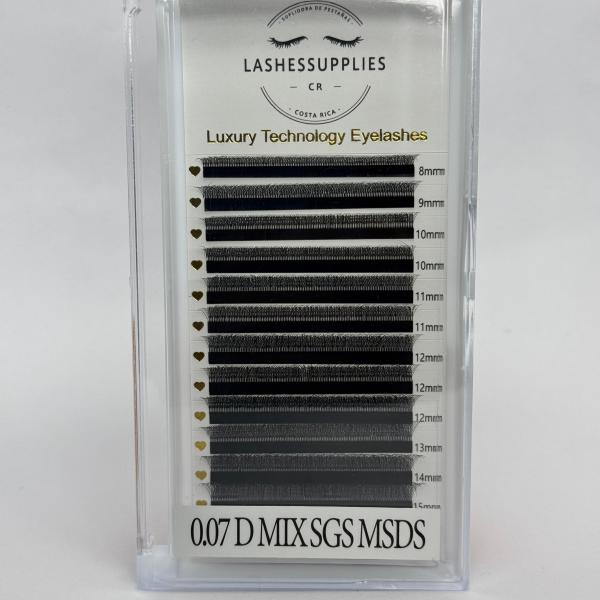 SUPLIDORA DE PESTAÑAS
LASHESSUPPLIES
CR
COSTA RICA
Luxury Technology Eyelashes
8mm
9mm
10mm
10mm
11mm
11mm
12mm
12mm
12mm
13mm
14mm
15mm
0.07 D MIX SGS MSDS